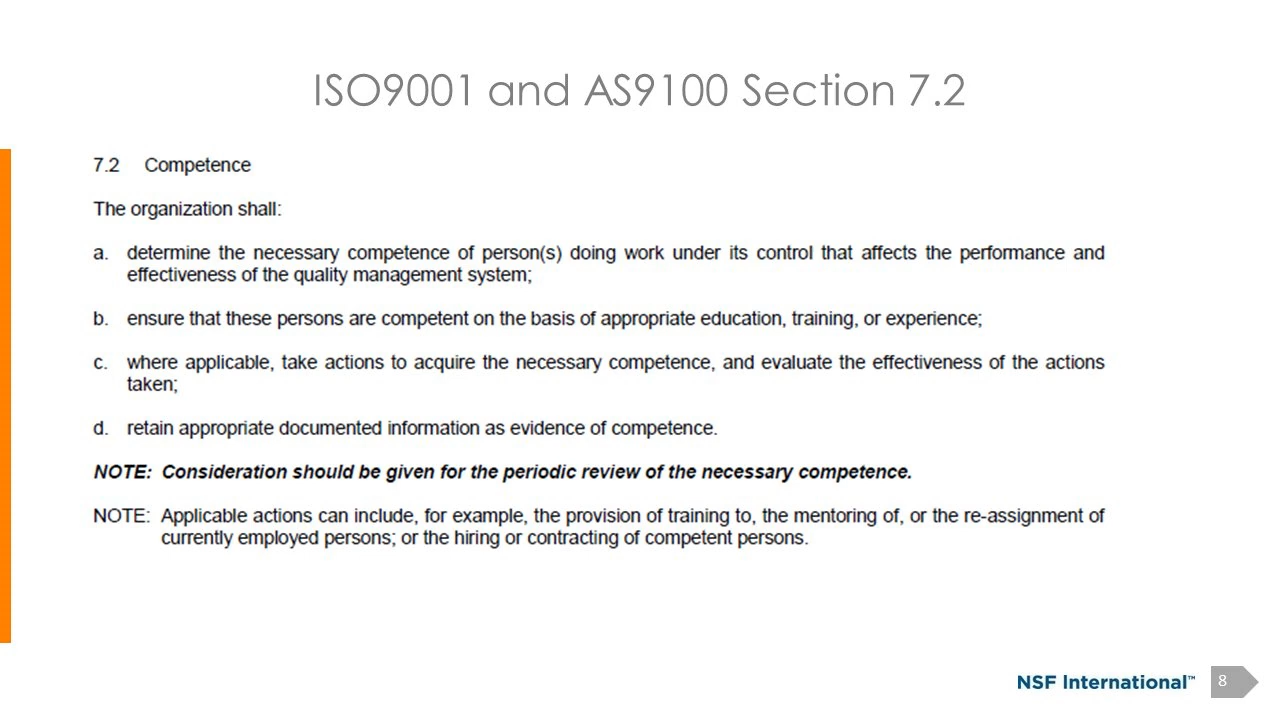 ISO9001 and AS9100 Section 7.2
7.2 Competence
The organization shall:
a. determine the necessary competence of person(s) doing work under its control that affects the performance and
effectiveness of the quality management system;
b. ensure that these persons are competent on the basis of appropriate education, training, or experience;
c. where applicable, take actions to acquire the necessary competence, and evaluate the effectiveness of the actions
taken;
d. retain appropriate documented information as evidence of competence.
NOTE: Consideration should be given for the periodic review of the necessary competence.
NOTE: Applicable actions can include, for example, the provision of training to, the mentoring of, or the re-assignment of
currently employed persons; or the hiring or contracting of competent persons.
NSF International™ 8